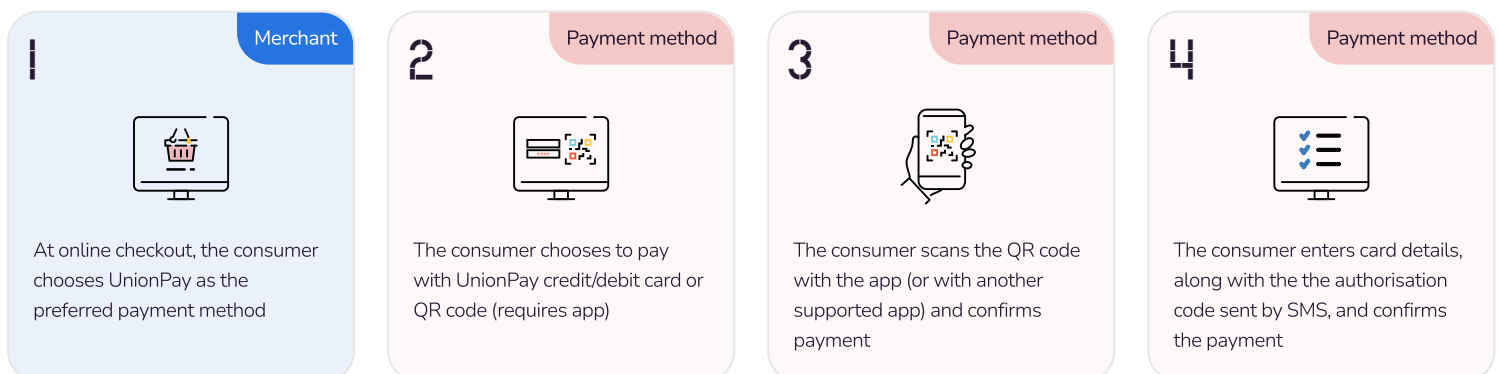 1
Merchant
At online checkout, the consumer
chooses UnionPay as the
preferred payment method
2
Payment method
The consumer chooses to pay
with UnionPay credit/debit card or
QR code (requires app)
3
Payment method
The consumer scans the QR code
with the app (or with another
supported app) and confirms
payment
4
Payment method
The consumer enters card details,
along with the the authorisation
code sent by SMS, and confirms
the payment